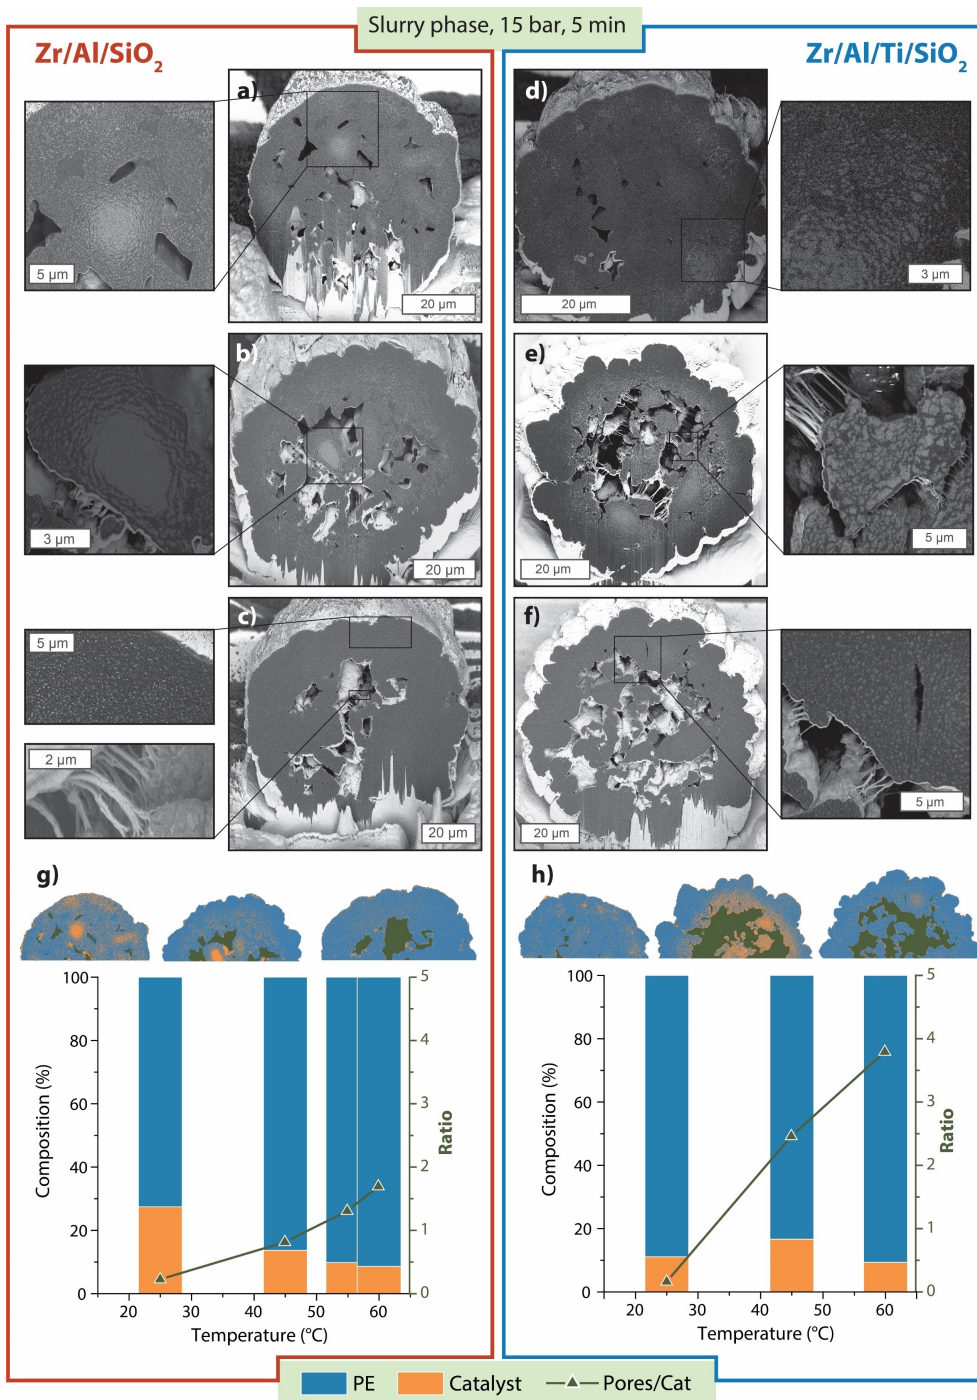 Slurry phase, 15 bar, 5 min
Zr/Al/SiO₂
Zr/Al/Ti/SiO₂
a)
5 μm
20 μm
b)
3 μm
20 μm
c)
5 μm
2 μm
20 μm
d)
20 μm
3 μm
e)
20 μm
5 μm
f)
20 μm
5 μm
g)
100
80
60
40
20
0
Composition (%)
5
4
3
2
1
0
Ratio
20 30 40 50 60
Temperature (°C)
h)
100
80
60
40
20
0
Composition (%)
5
4
3
2
1
0
Ratio
20 30 40 50 60
Temperature (°C)
PE Catalyst Pores/Cat